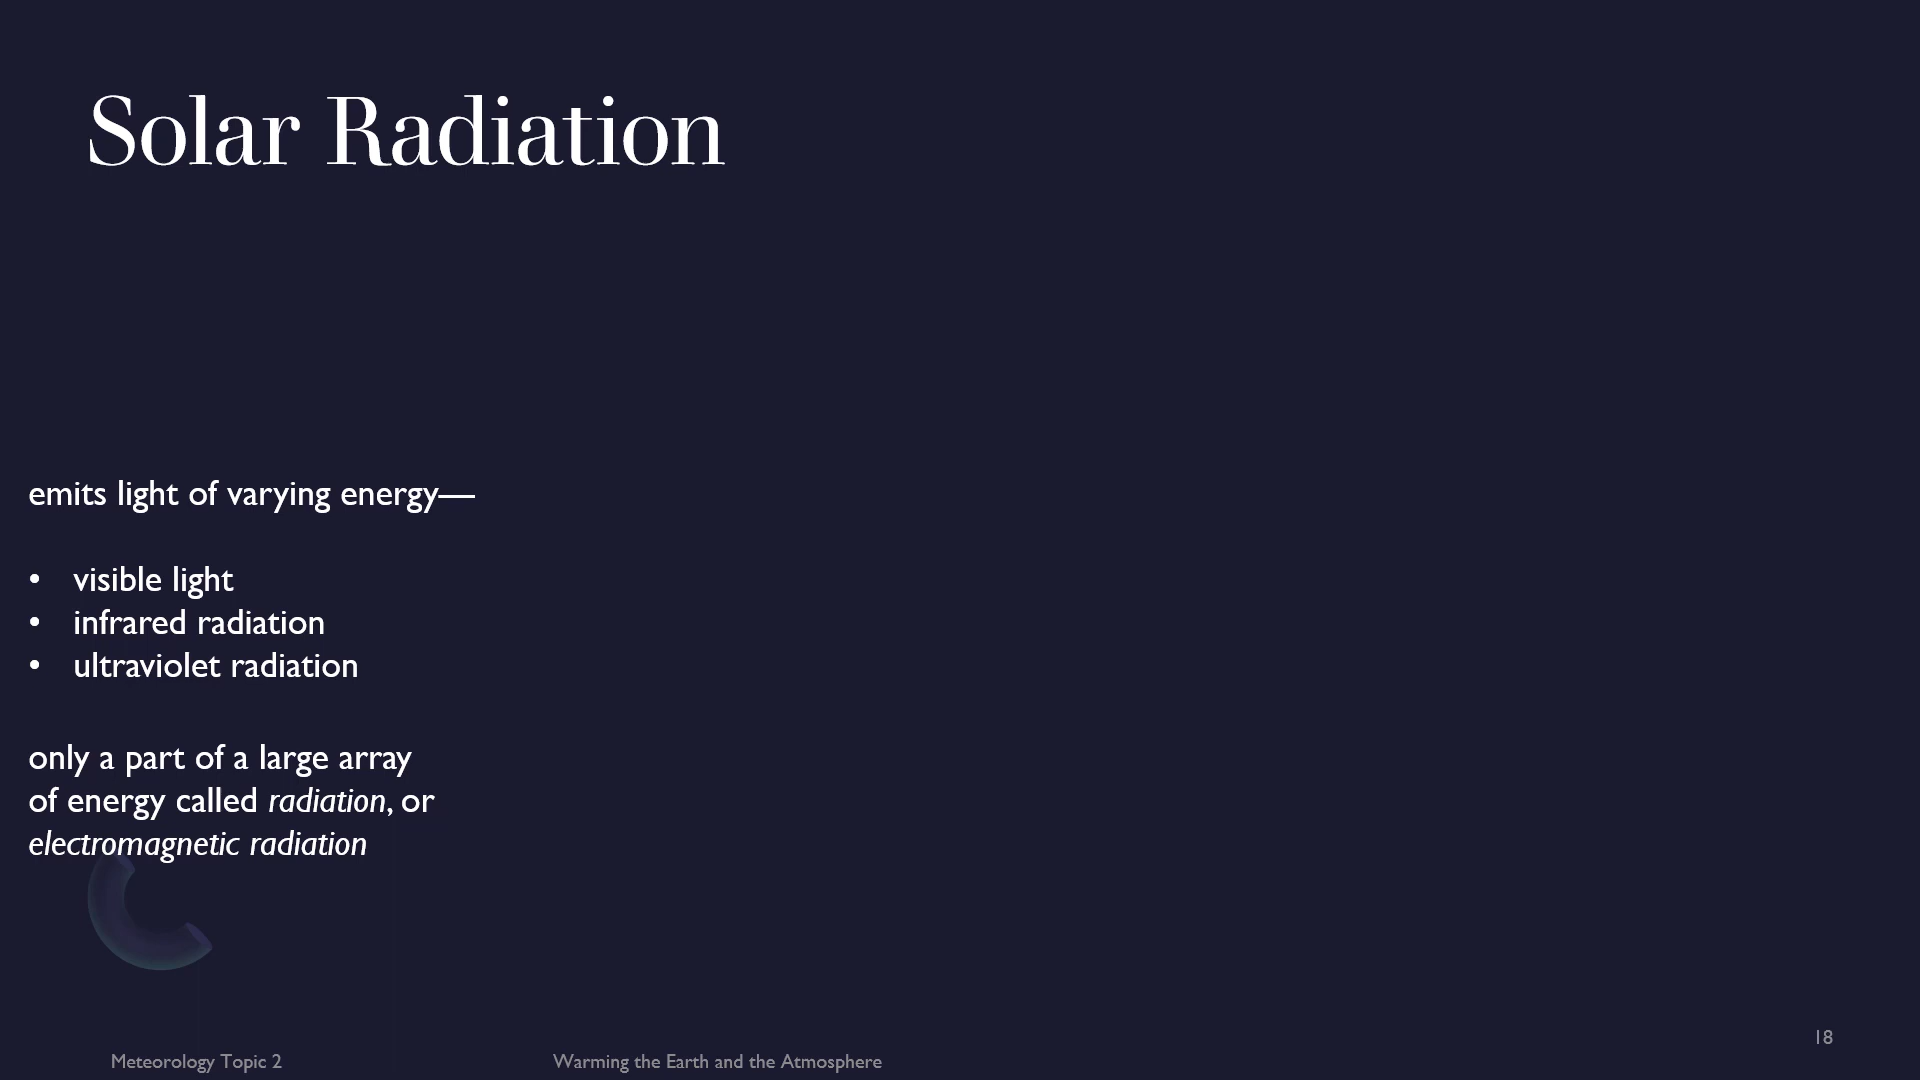 Solar Radiation
emits light of varying energy—
• visible light
• infrared radiation
• ultraviolet radiation
only a part of a large array
of energy called radiation, or
electromagnetic radiation
18
Meteorology Topic 2
Warming the Earth and the Atmosphere